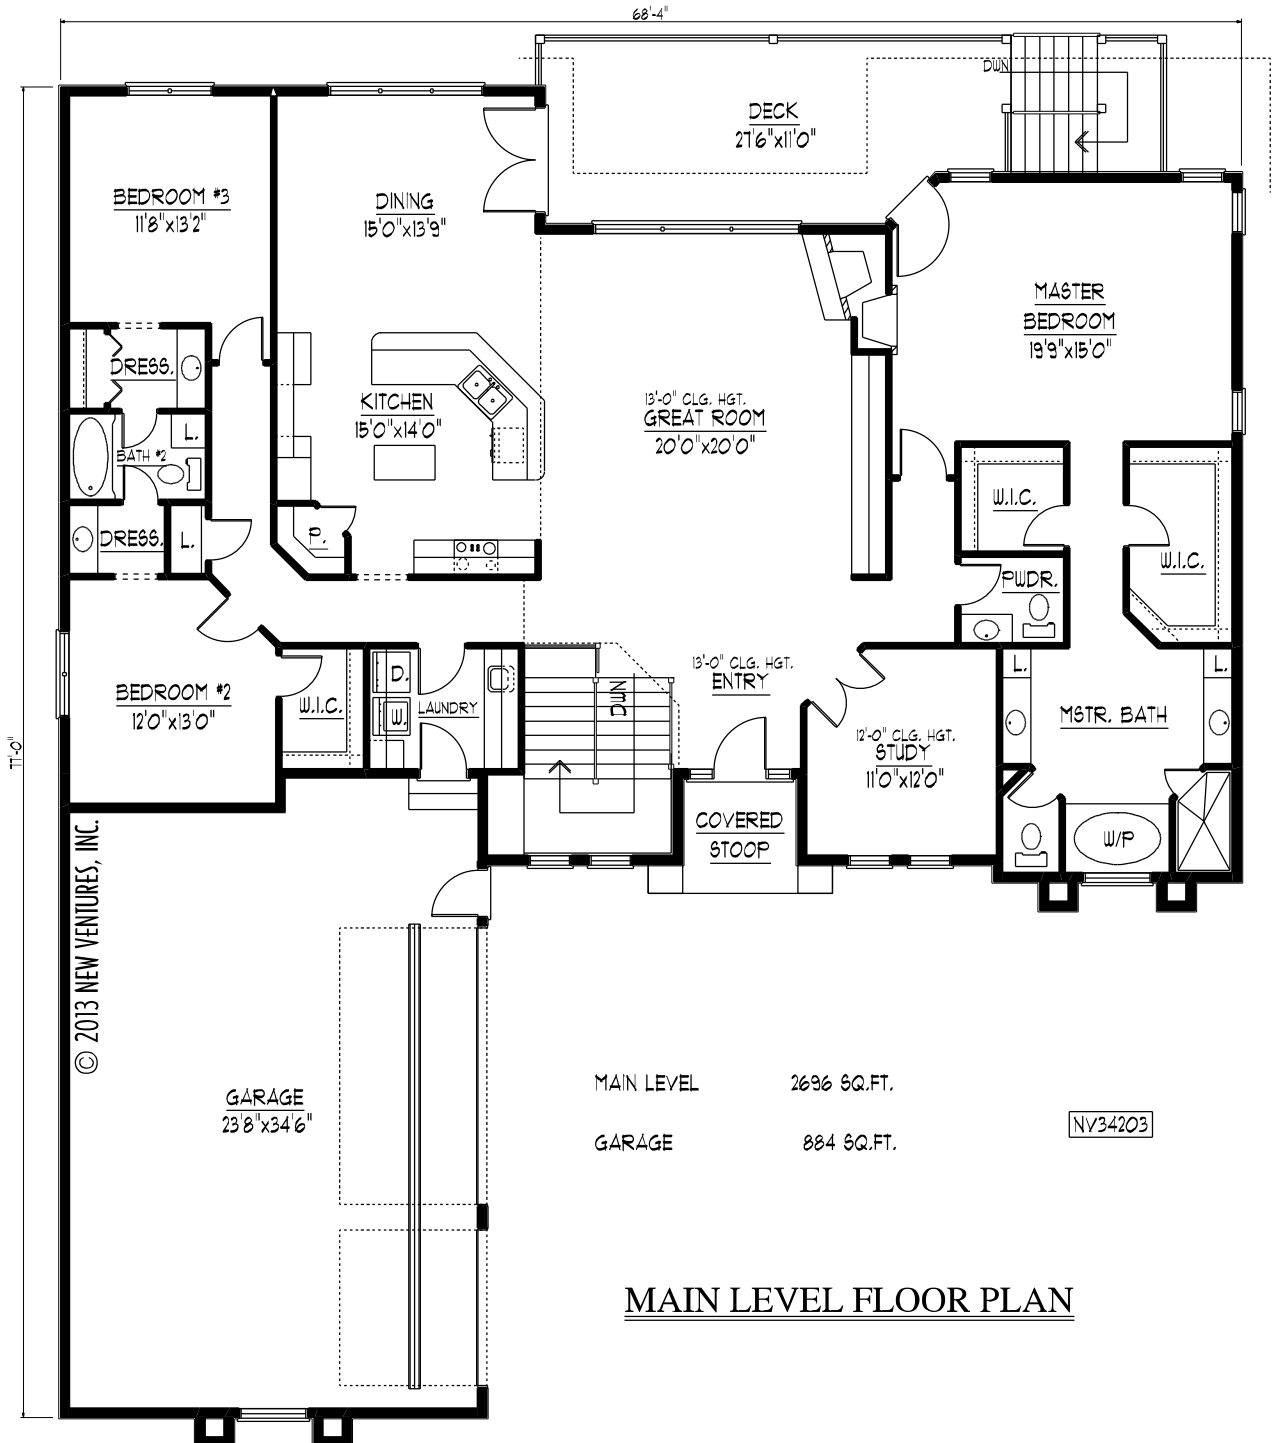 68'-4"
DWN
DECK
27'6"x11'0"
BEDROOM #3
11'8"x13'2"
DINING
15'0"x13'9"
MASTER
BEDROOM
19'9"x15'0"
DRESS.
KITCHEN
15'0"x14'0"
13'-0" CLG. HGT.
GREAT ROOM
20'0"x20'0"
L.
BATH #2
W.I.C.
DRESS.
L.
P.
W.I.C.
PWDR.
13'-0" CLG. HGT.
ENTRY
L.
L.
D.
BEDROOM #2
12'0"x13'0"
W.I.C.
W.
LAUNDRY
DWN
MSTR. BATH
12'-0" CLG. HGT.
STUDY
11'0"x12'0"
77'-0"
COVERED
STOOP
W/P
© 2013 NEW VENTURES, INC.
GARAGE
23'8"x34'6"
MAIN LEVEL 2696 SQ.FT.
GARAGE 884 SQ.FT.
NV34203
MAIN LEVEL FLOOR PLAN